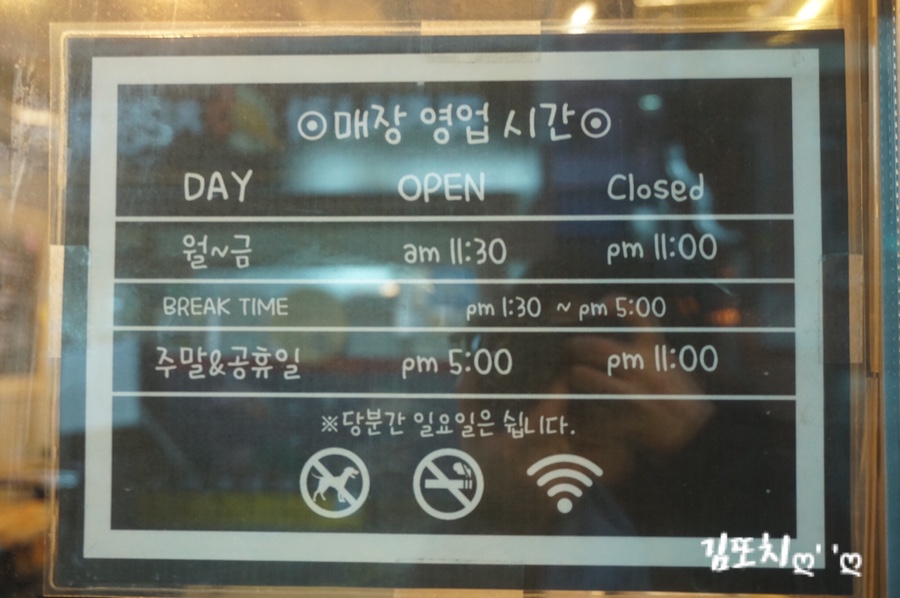 ⊙매장 영업 시간⊙
DAY OPEN Closed
월~금 am 11:30 pm 11:00
BREAK TIME pm 1:30 ~ pm 5:00
주말&공휴일 pm 5:00 pm 11:00
※당분간 일요일은 쉽니다.
김또치ღ' 'ღ